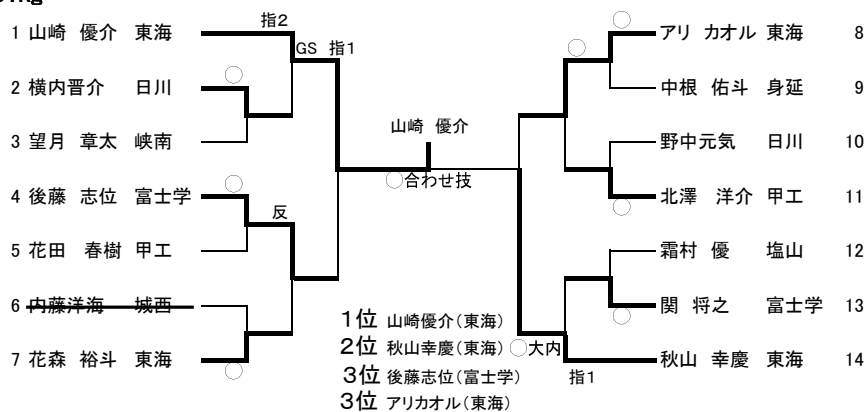 指2
1 山崎 優介 東海
アリ カオル 東海 8
GS 指1
2 横内晋介 日川
中根 佑斗 身延 9
山崎 優介
3 望月 章太 峡南
野中元気 日川 10
○合わせ技
4 後藤 志位 富士学
北澤 洋介 甲工 11
反
5 花田 春樹 甲工
霜村 優 塩山 12
6 内藤洋海 城西
関 将之 富士学 13
7 花森 裕斗 東海
秋山 幸慶 東海 14
○大内
指1
1位 山崎優介(東海)
2位 秋山幸慶(東海)
3位 後藤志位(富士学)
3位 アリカオル(東海)